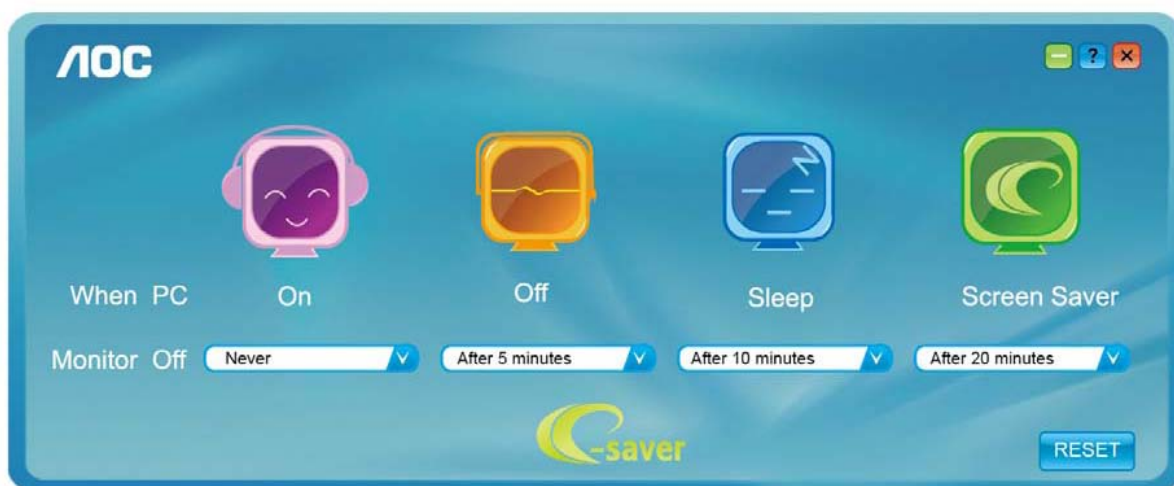 AOC
?
When PC On Off Sleep Screen Saver
Monitor Off Never After 5 minutes After 10 minutes After 20 minutes
e-saver
RESET